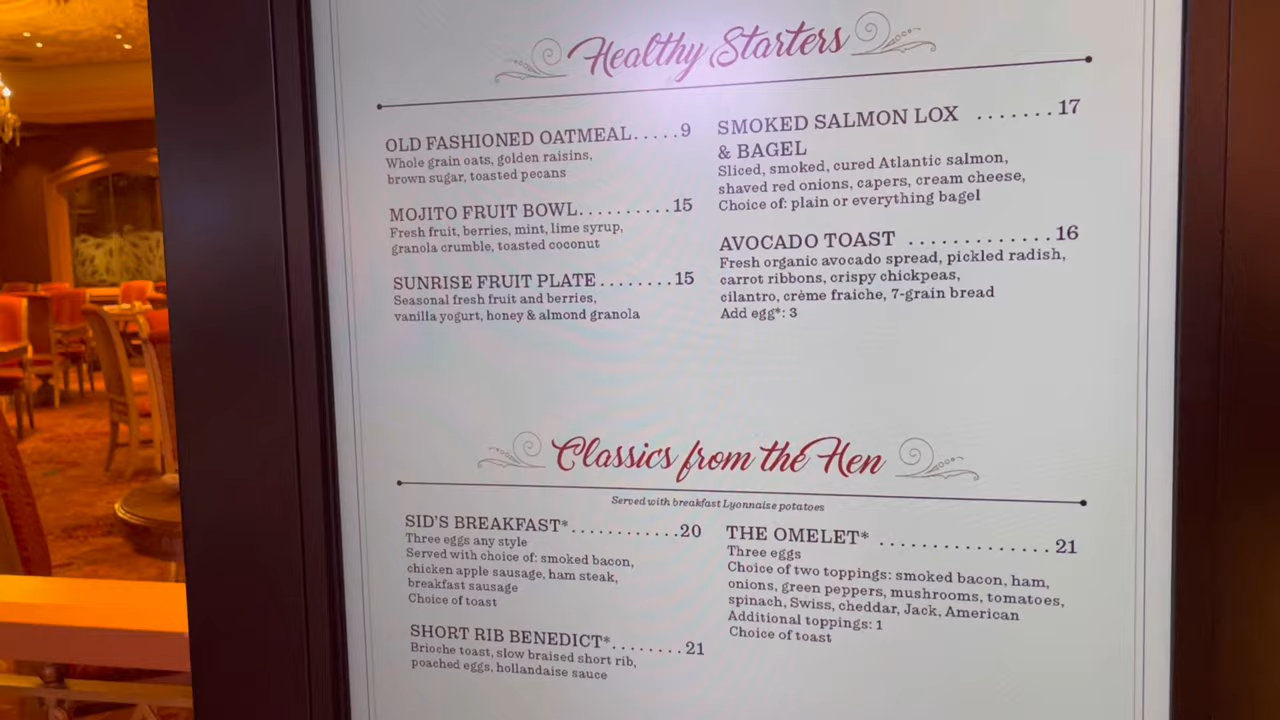 Healthy Starters
OLD FASHIONED OATMEAL.....9
Whole grain oats, golden raisins,
brown sugar, toasted pecans
MOJITO FRUIT BOWL..........15
Fresh fruit, berries, mint, lime syrup,
granola crumble, toasted coconut
SUNRISE FRUIT PLATE........15
Seasonal fresh fruit and berries,
vanilla yogurt, honey & almond granola
SMOKED SALMON LOX .......17
& BAGEL
Sliced, smoked, cured Atlantic salmon,
shaved red onions, capers, cream cheese,
Choice of: plain or everything bagel
AVOCADO TOAST .............16
Fresh organic avocado spread, pickled radish,
carrot ribbons, crispy chickpeas,
cilantro, crème fraiche, 7-grain bread
Add egg*: 3
Classics from the Hen
Served with breakfast Lyonnaise potatoes
SID'S BREAKFAST*............20
Three eggs any style
Served with choice of: smoked bacon,
chicken apple sausage, ham steak,
breakfast sausage
Choice of toast
SHORT RIB BENEDICT*........21
Brioche toast, slow braised short rib,
poached eggs, hollandaise sauce
THE OMELET* ................21
Three eggs
Choice of two toppings: smoked bacon, ham,
onions, green peppers, mushrooms, tomatoes,
spinach, Swiss, cheddar, Jack, American
Additional toppings: 1
Choice of toast